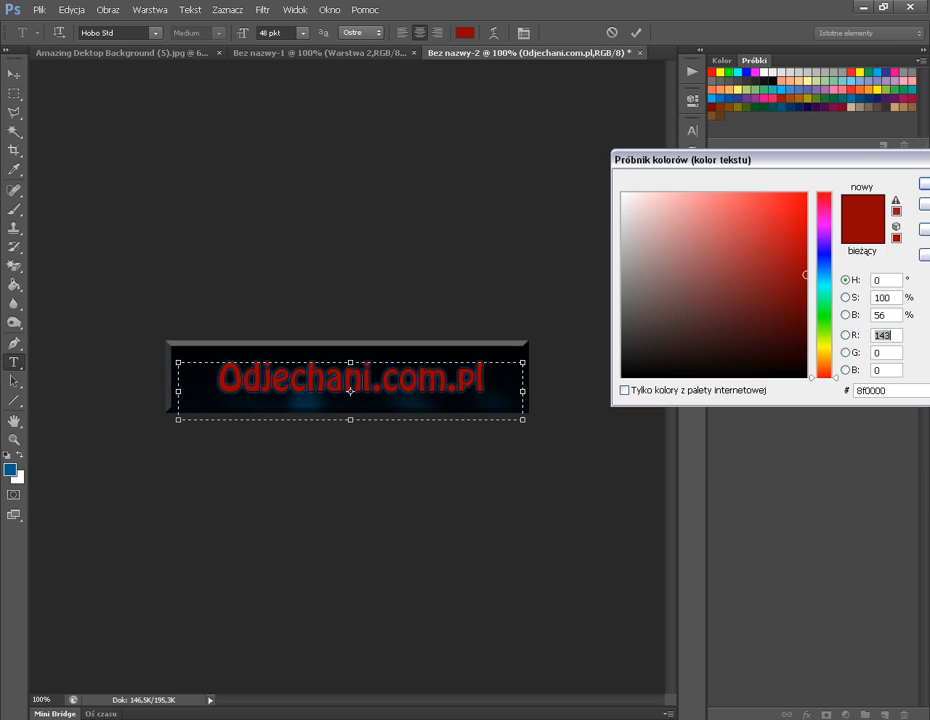 Ps Plik Edycja Obraz Warstwa Tekst Zaznacz Filtr Widok Okno Pomoc
T Hobo Std Medium T 48 pkt aa Ostre Istotne elementy
Amazing Dektop Background (5).jpg @ 6... × Bez nazwy-1 @ 100% (Warstwa 2,RGB/8... × Bez nazwy-2 @ 100% (Odjechani.com.pl,RGB/8) * ×
Kolor Próbki
A
Próbnik kolorów (kolor tekstu)
nowy
bieżący
H: 0 °
S: 100 %
B: 56 %
R: 143
G: 0
B: 0
Tylko kolory z palety internetowej # 8f0000
Odjechani.com.pl
T
100% Dok: 146,5K/195,3K
Mini Bridge Oś czasu
fx